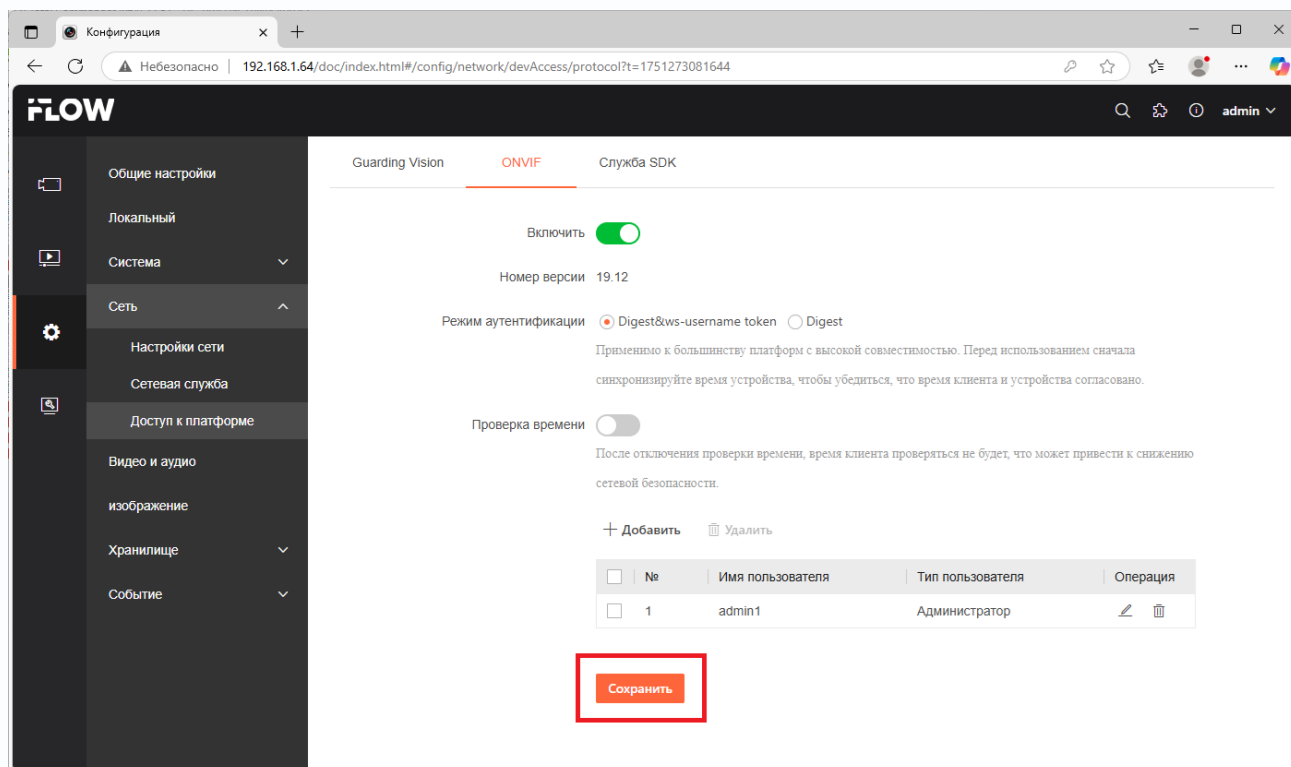 Конфигурация
Небезопасно 192.168.1.64/doc/index.html#/config/network/devAccess/protocol?t=1751273081644
iFLOW
admin
Общие настройки
Локальный
Система
Сеть
Настройки сети
Сетевая служба
Доступ к платформе
Видео и аудио
изображение
Хранилище
Событие
Guarding Vision ONVIF Служба SDK
Включить
Номер версии 19.12
Режим аутентификации Digest&ws-username token Digest
Применимо к большинству платформ с высокой совместимостью. Перед использованием сначала
синхронизируйте время устройства, чтобы убедиться, что время клиента и устройства согласовано.
Проверка времени
После отключения проверки времени, время клиента проверяться не будет, что может привести к снижению
сетевой безопасности.
Добавить Удалить
№ Имя пользователя Тип пользователя Операция
1 admin1 Администратор
Сохранить